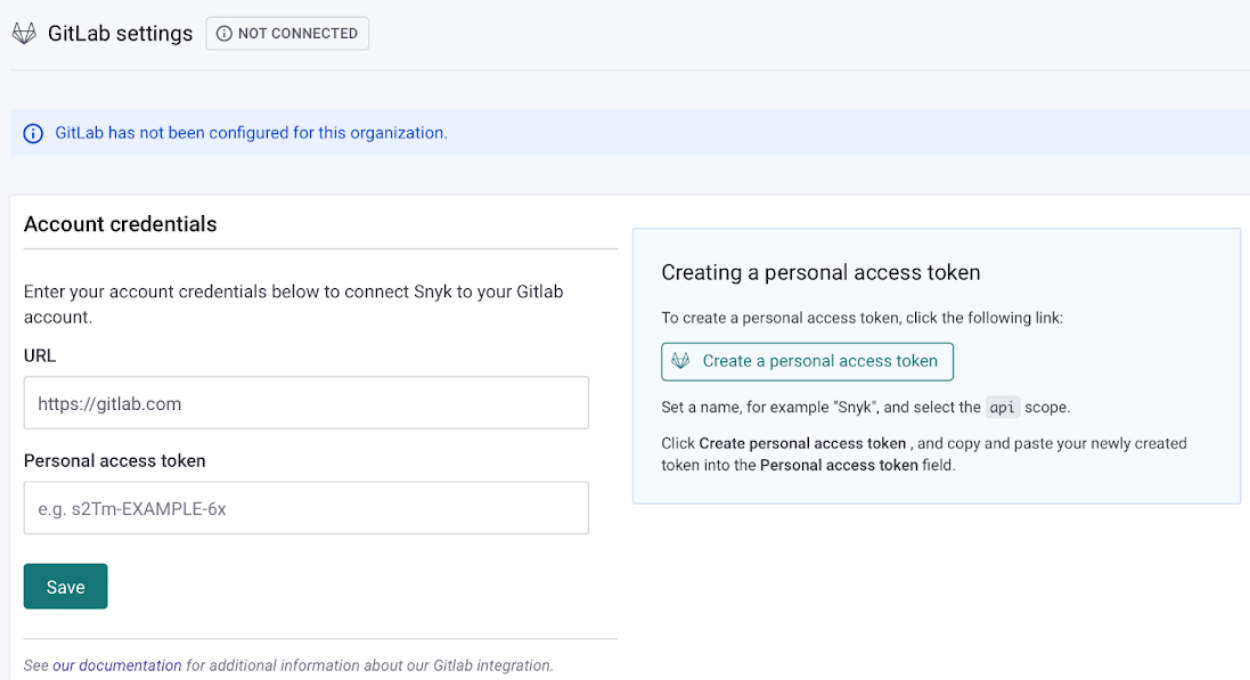 GitLab settings
NOT CONNECTED
GitLab has not been configured for this organization.
Account credentials
Enter your account credentials below to connect Snyk to your Gitlab
account.
URL
https://gitlab.com
Personal access token
e.g. s2Tm-EXAMPLE-6x
Save
See our documentation for additional information about our Gitlab integration.
Creating a personal access token
To create a personal access token, click the following link:
Create a personal access token
Set a name, for example "Snyk", and select the api scope.
Click Create personal access token , and copy and paste your newly created
token into the Personal access token field.